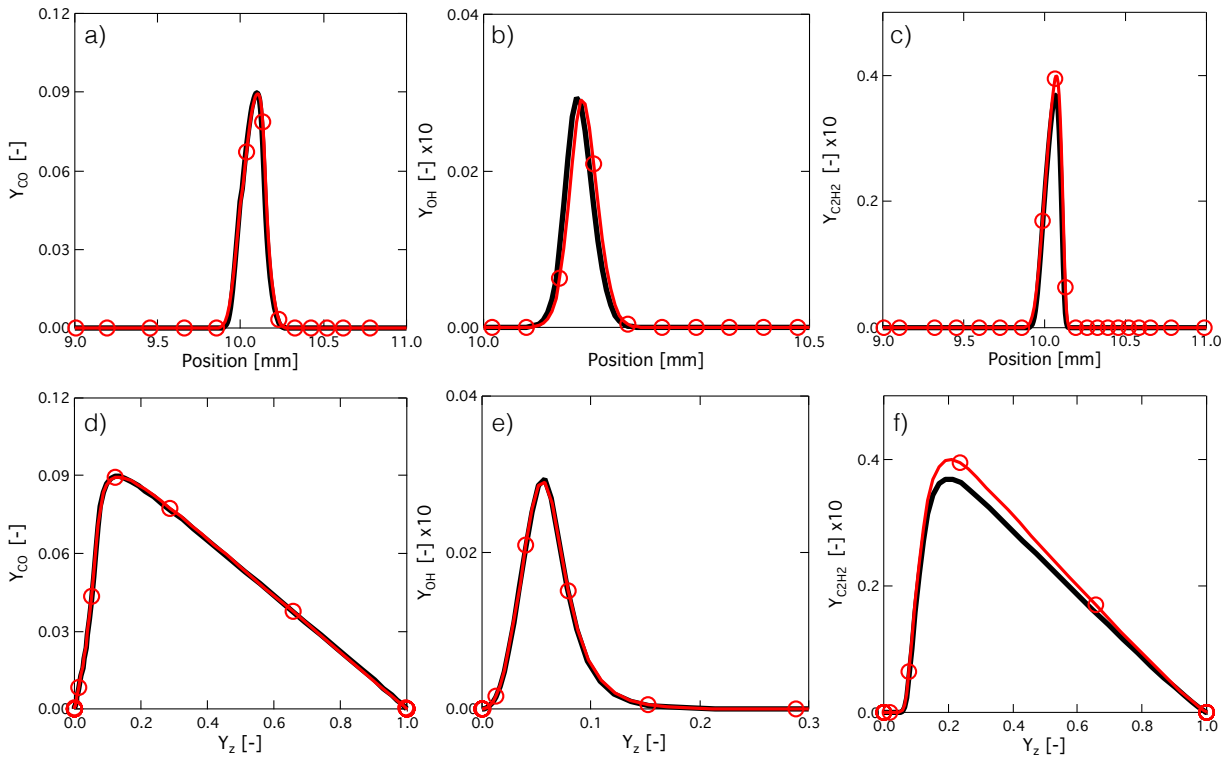 a)
0.12
0.09
0.06
0.03
0.00
Y_CO [-]
9.0 9.5 10.0 10.5 11.0
Position [mm]
b)
0.04
0.02
0.00
Y_OH [-] x10
10.0 10.5
Position [mm]
c)
0.4
0.2
0.0
Y_C2H2 [-] x10
9.0 9.5 10.0 10.5 11.0
Position [mm]
d)
0.12
0.09
0.06
0.03
0.00
Y_CO [-]
0.0 0.2 0.4 0.6 0.8 1.0
Y_z [-]
e)
0.04
0.02
0.00
Y_OH [-] x10
0.0 0.1 0.2 0.3
Y_z [-]
f)
0.4
0.2
0.0
Y_C2H2 [-] x10
0.0 0.2 0.4 0.6 0.8 1.0
Y_z [-]